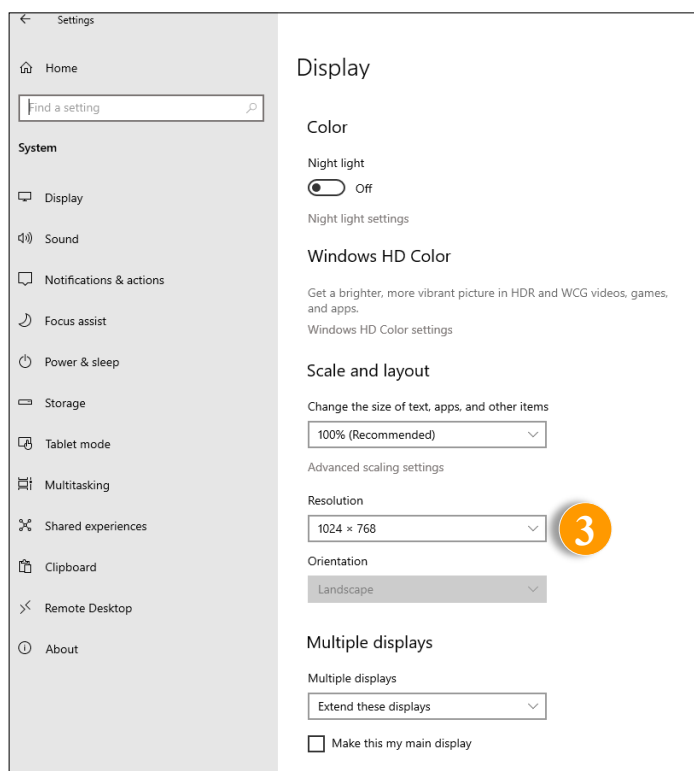 Settings
Home
Find a setting
System
Display
Sound
Notifications & actions
Focus assist
Power & sleep
Storage
Tablet mode
Multitasking
Shared experiences
Clipboard
Remote Desktop
About
Display
Color
Night light
Off
Night light settings
Windows HD Color
Get a brighter, more vibrant picture in HDR and WCG videos, games,
and apps.
Windows HD Color settings
Scale and layout
Change the size of text, apps, and other items
100% (Recommended)
Advanced scaling settings
Resolution
1024 × 768
3
Orientation
Landscape
Multiple displays
Multiple displays
Extend these displays
Make this my main display